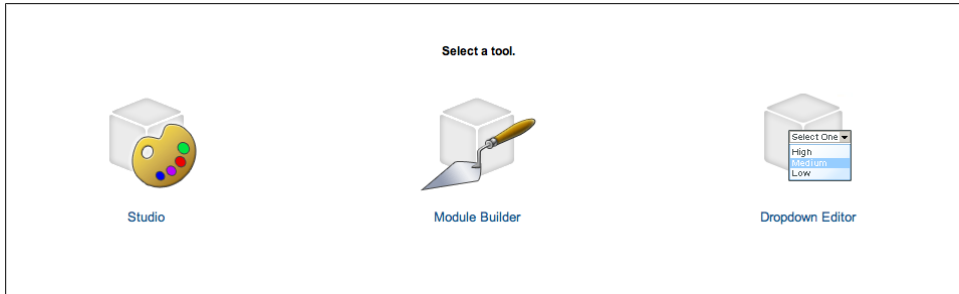 Select a tool.
Select One
High
Medium
Low
Studio
Module Builder
Dropdown Editor